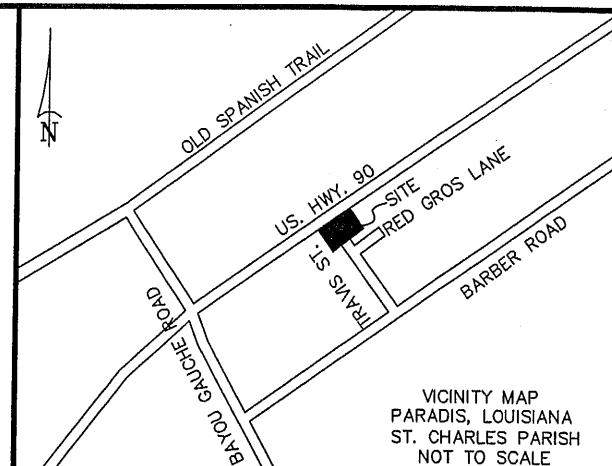 OLD SPANISH TRAIL
N
US. HWY. 90
SITE
RED GROS LANE
TRAVIS ST.
BARBER ROAD
BAYOU GAUCHE ROAD
VICINITY MAP
PARADIS, LOUISIANA
ST. CHARLES PARISH
NOT TO SCALE